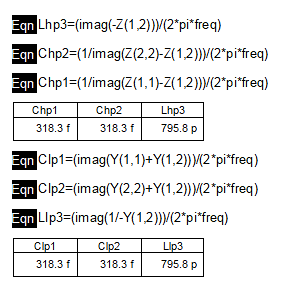 Eqn Lhp3=(imag(-Z(1,2)))/(2*pi*freq)
Eqn Chp2=(1/imag(Z(2,2)-Z(1,2)))/(2*pi*freq)
Eqn Chp1=(1/imag(Z(1,1)-Z(1,2)))/(2*pi*freq)
Chp1 Chp2 Lhp3
318.3 f 318.3 f 795.8 p
Eqn Clp1=(imag(Y(1,1)+Y(1,2)))/(2*pi*freq)
Eqn Clp2=(imag(Y(2,2)+Y(1,2)))/(2*pi*freq)
Eqn Llp3=(imag(1/-Y(1,2)))/(2*pi*freq)
Clp1 Clp2 Llp3
318.3 f 318.3 f 795.8 p